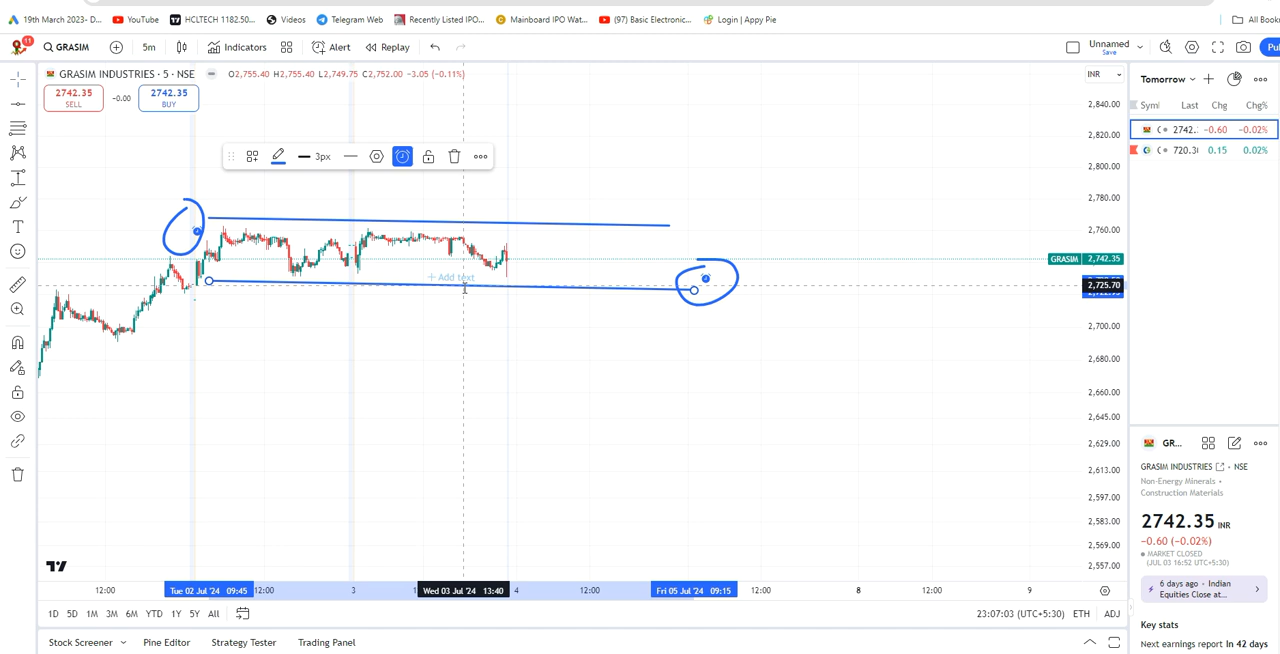 19th March 2023- D...
YouTube
HCLTECH 1182.50...
Videos
Telegram Web
Recently Listed IPO...
Mainboard IPO Wat...
(97) Basic Electronic...
Login | Appy Pie
All Book
11
GRASIM
5m
Indicators
Alert
Replay
Unnamed
Save
Pu
GRASIM INDUSTRIES · 5 · NSE
O2,755.40 H2,755.40 L2,749.75 C2,752.00 -3.05 (-0.11%)
2742.35
SELL
-0.00
2742.35
BUY
3px
+ Add text
INR
2,840.00
2,820.00
2,800.00
2,780.00
2,760.00
GRASIM 2,742.35
2,725.70
2,700.00
2,680.00
2,660.00
2,645.00
2,629.00
2,613.00
2,597.00
2,583.00
2,569.00
2,557.00
12:00
Tue 02 Jul '24 09:45
12:00
3
Wed 03 Jul '24 13:40
4
12:00
Fri 05 Jul '24 09:15
12:00
8
12:00
9
1D 5D 1M 3M 6M YTD 1Y 5Y All
23:07:03 (UTC+5:30) ETH ADJ
Stock Screener
Pine Editor
Strategy Tester
Trading Panel
Tomorrow
Last Chg Chg%
2742. -0.60 -0.02%
0.15 0.02%
GR...
GRASIM INDUSTRIES • NSE
Non-Energy Minerals •
Construction Materials
2742.35 INR
−0.60 (−0.02%)
MARKET CLOSED
(JUL 03 16:52 UTC+5:30)
6 days ago - Indian
Equities Close at...
Key stats
Next earnings report In 42 days